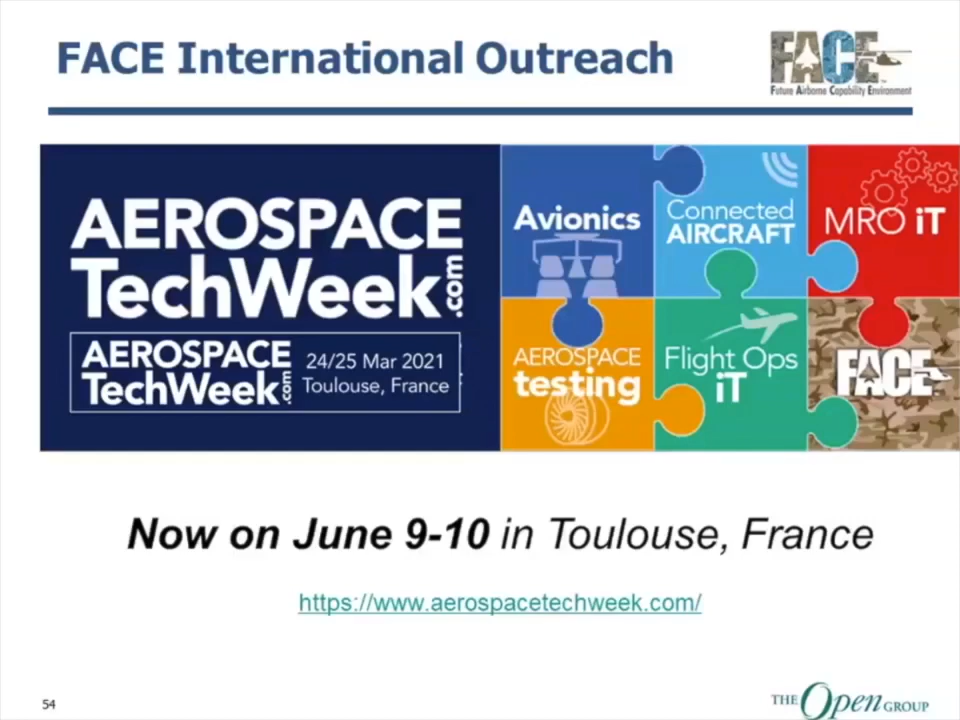 FACE International Outreach
FACE
Future Airborne Capability Environment
AEROSPACE
TechWeek.com
AEROSPACE
TechWeek.com
24/25 Mar 2021
Toulouse, France
Avionics
Connected
AIRCRAFT
MRO iT
AEROSPACE
testing
Flight Ops
iT
FACE
Now on June 9-10 in Toulouse, France
https://www.aerospacetechweek.com/
54
THE Open GROUP